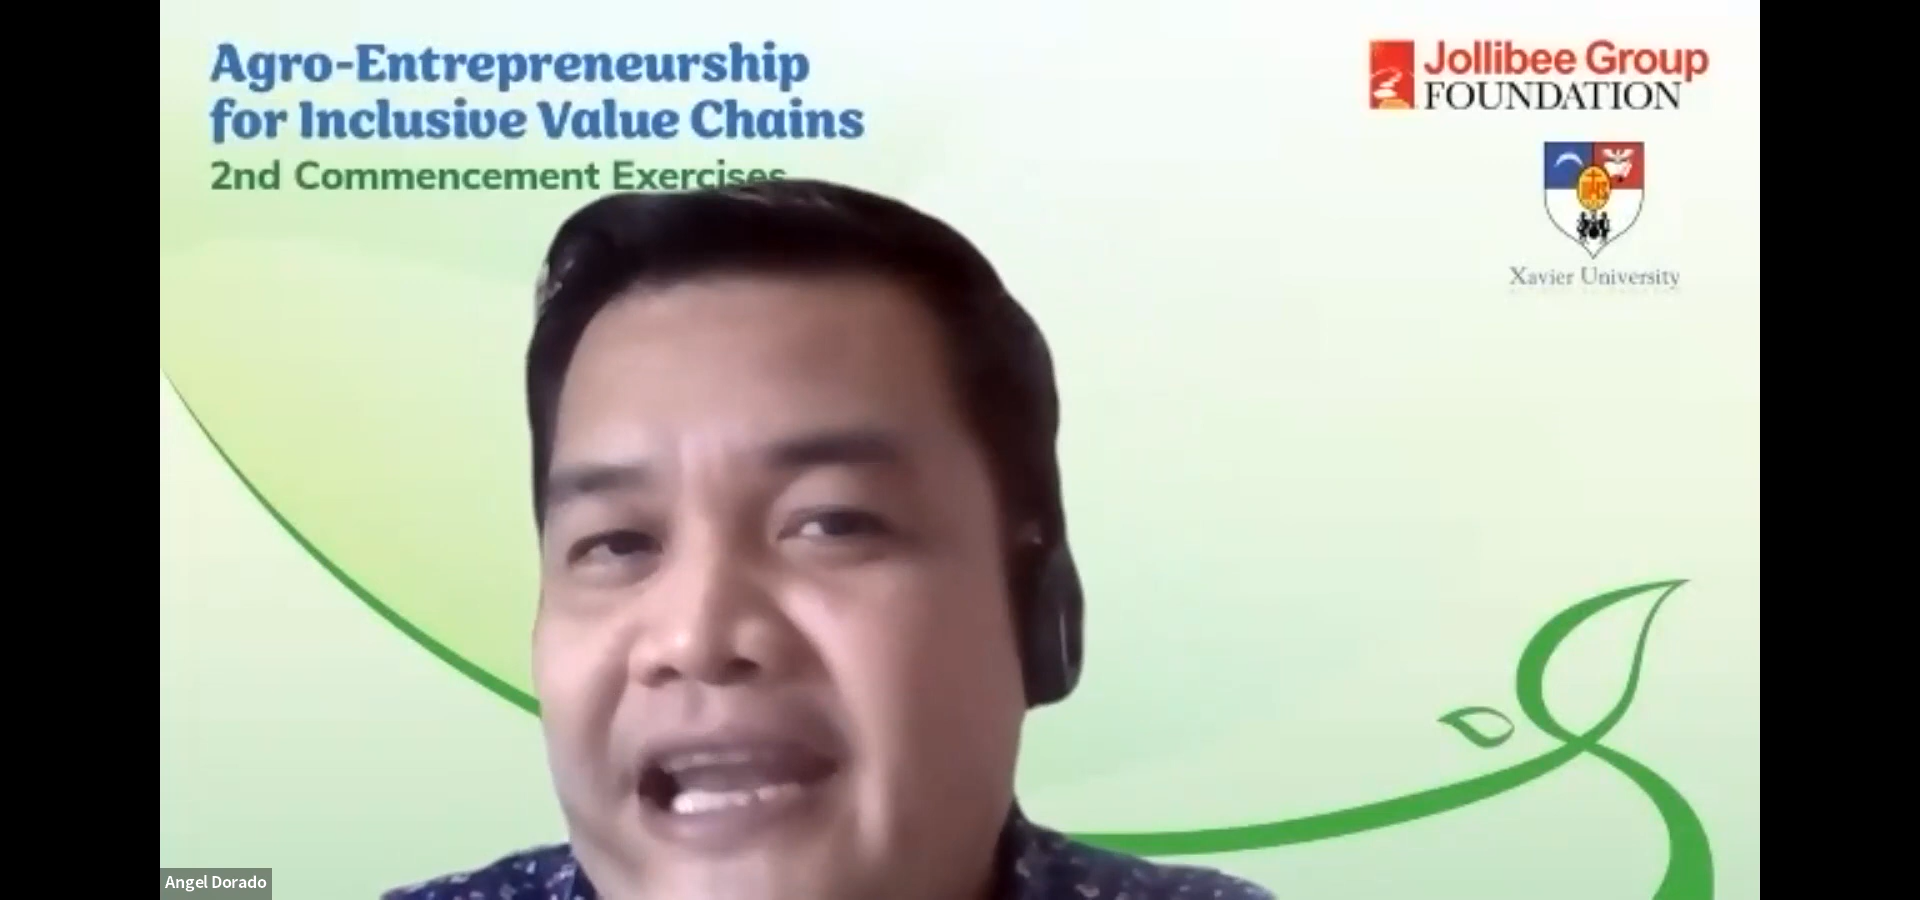 Agro-Entrepreneurship
for Inclusive Value Chains
2nd Commencement Exercises
Jollibee Group
FOUNDATION
Xavier University
Angel Dorado